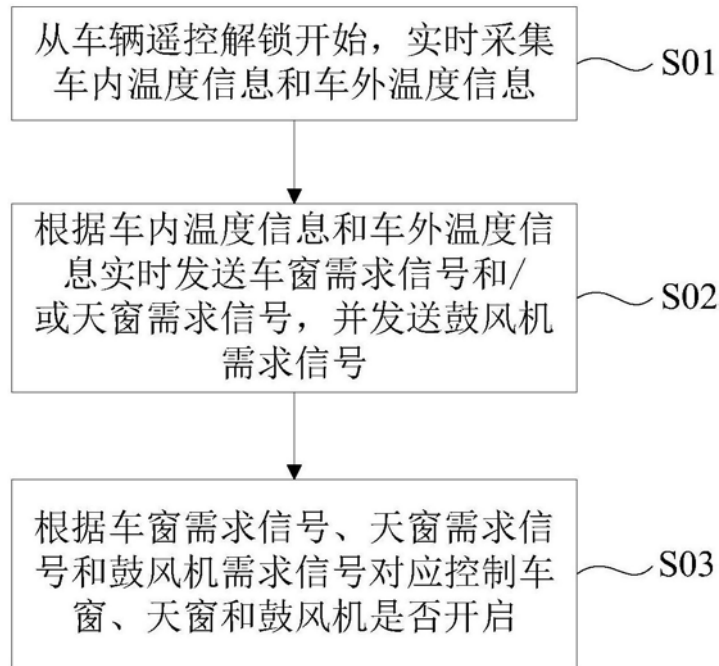 从车辆遥控解锁开始，实时采集
车内温度信息和车外温度信息
S01
根据车内温度信息和车外温度信
息实时发送车窗需求信号和/
或天窗需求信号，并发送鼓风机
需求信号
S02
根据车窗需求信号、天窗需求信
号和鼓风机需求信号对应控制车
窗、天窗和鼓风机是否开启
S03